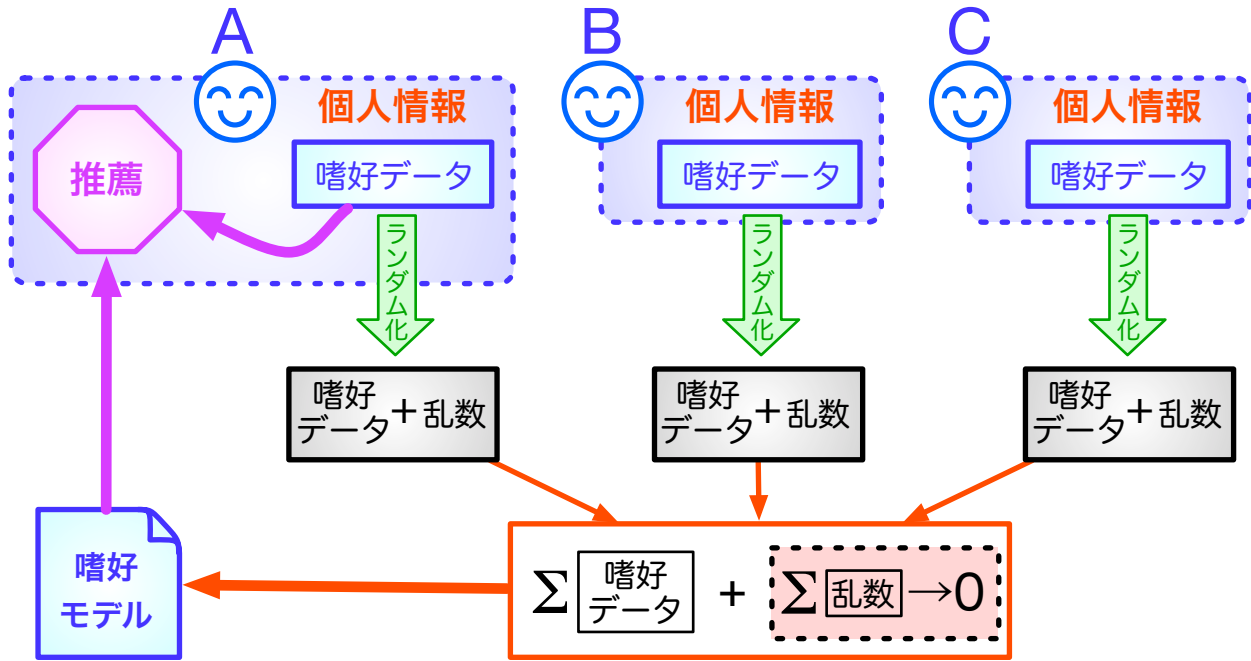 A
B
C
個人情報
個人情報
個人情報
推薦
嗜好データ
嗜好データ
嗜好データ
ランダム化
ランダム化
ランダム化
嗜好
データ
+乱数
嗜好
データ
+乱数
嗜好
データ
+乱数
嗜好
モデル
Σ
嗜好
データ
+
Σ乱数→0